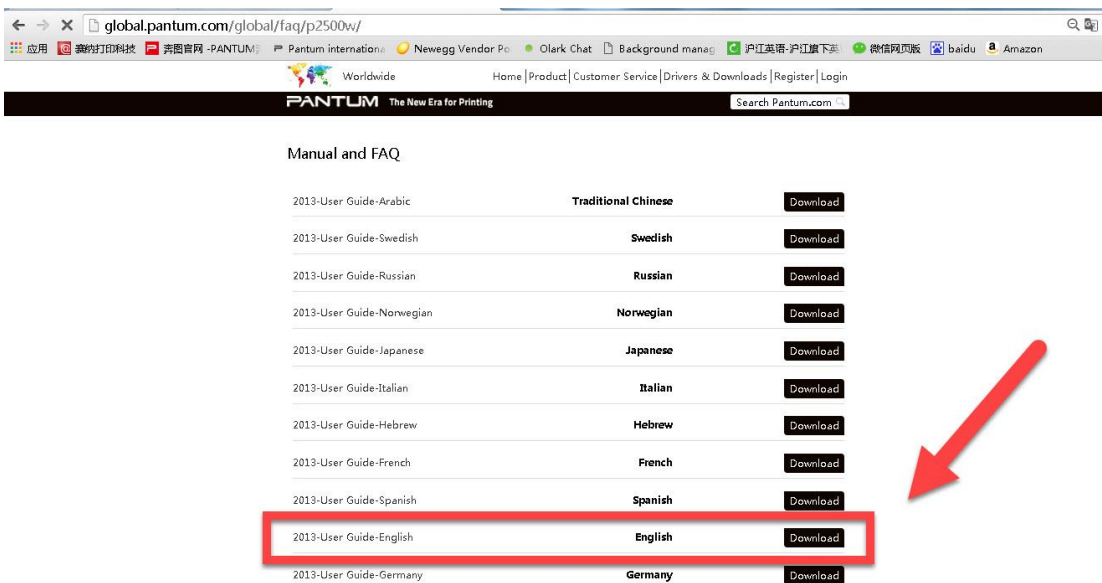 global.pantum.com/global/faq/p2500w/
应用 赛纳打印科技 奔图官网 -PANTUM Pantum internationa Newegg Vendor Po Olark Chat Background manag 沪江英语-沪江旗下英 微信网页版 baidu Amazon
Worldwide Home|Product|Customer Service|Drivers & Downloads|Register|Login
PANTUM The New Era for Printing Search Pantum.com
Manual and FAQ
2013-User Guide-Arabic Traditional Chinese Download
2013-User Guide-Swedish Swedish Download
2013-User Guide-Russian Russian Download
2013-User Guide-Norwegian Norwegian Download
2013-User Guide-Japanese Japanese Download
2013-User Guide-Italian Italian Download
2013-User Guide-Hebrew Hebrew Download
2013-User Guide-French French Download
2013-User Guide-Spanish Spanish Download
2013-User Guide-English English Download
2013-User Guide-Germany Germany Download